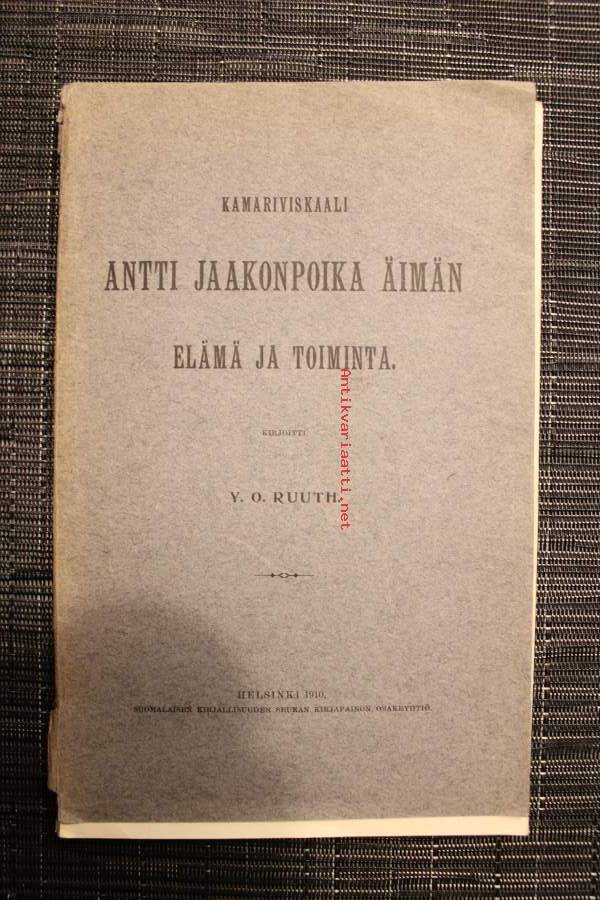 KAMARIVISKAALI
ANTTI JAAKONPOIKA ÄIMÄN
ELÄMÄ JA TOIMINTA.
KIRJOITTI
Y. O. RUUTH.
HELSINKI 1910,
SUOMALAISEN KIRJALLISUUDEN SEURAN KIRJAPAINON OSAKEYHTIÖ.
Antikvariaatti.net